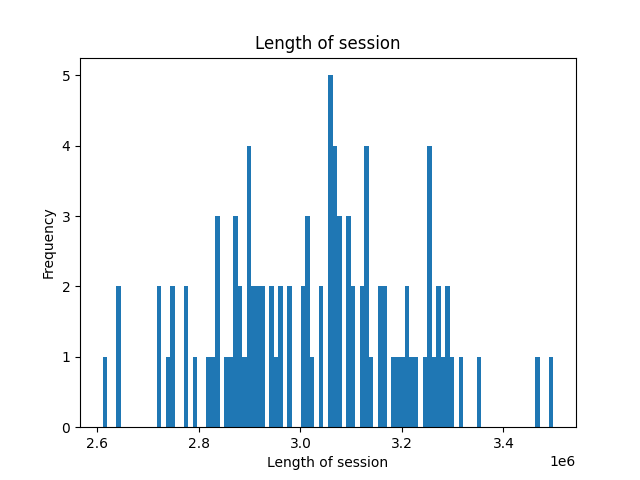 Length of session
5
4
3
2
1
0
Frequency
2.6 2.8 3.0 3.2 3.4
1e6
Length of session